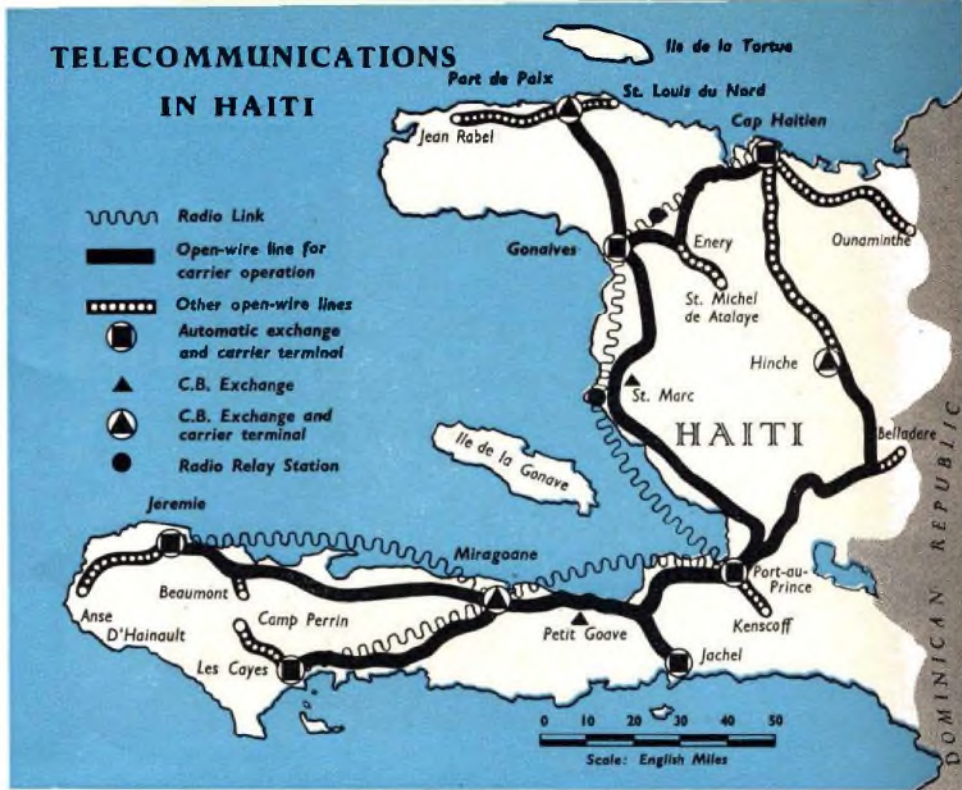 TELECOMMUNICATIONS
IN HAITI
Ile de la Tortue
Port de Paix
St. Louis du Nord
Cap Haïtien
Jean Rabel
Radio Link
Open-wire line for
carrier operation
Other open-wire lines
Automatic exchange
and carrier terminal
C.B. Exchange
C.B. Exchange and
carrier terminal
Radio Relay Station
Gonaives
Enery
Ounaminthe
St. Michel
de Atalaye
Hinche
St. Marc
HAITI
Belladere
Ile de la Gonave
DOMINICAN REPUBLIC
Jeremie
Miragoane
Port-au-
Prince
Beaumont
Camp Perrin
Anse
D'Hainault
Petit Goave
Kenscoff
Les Cayes
Jachel
0 10 20 30 40 50
Scale: English Miles